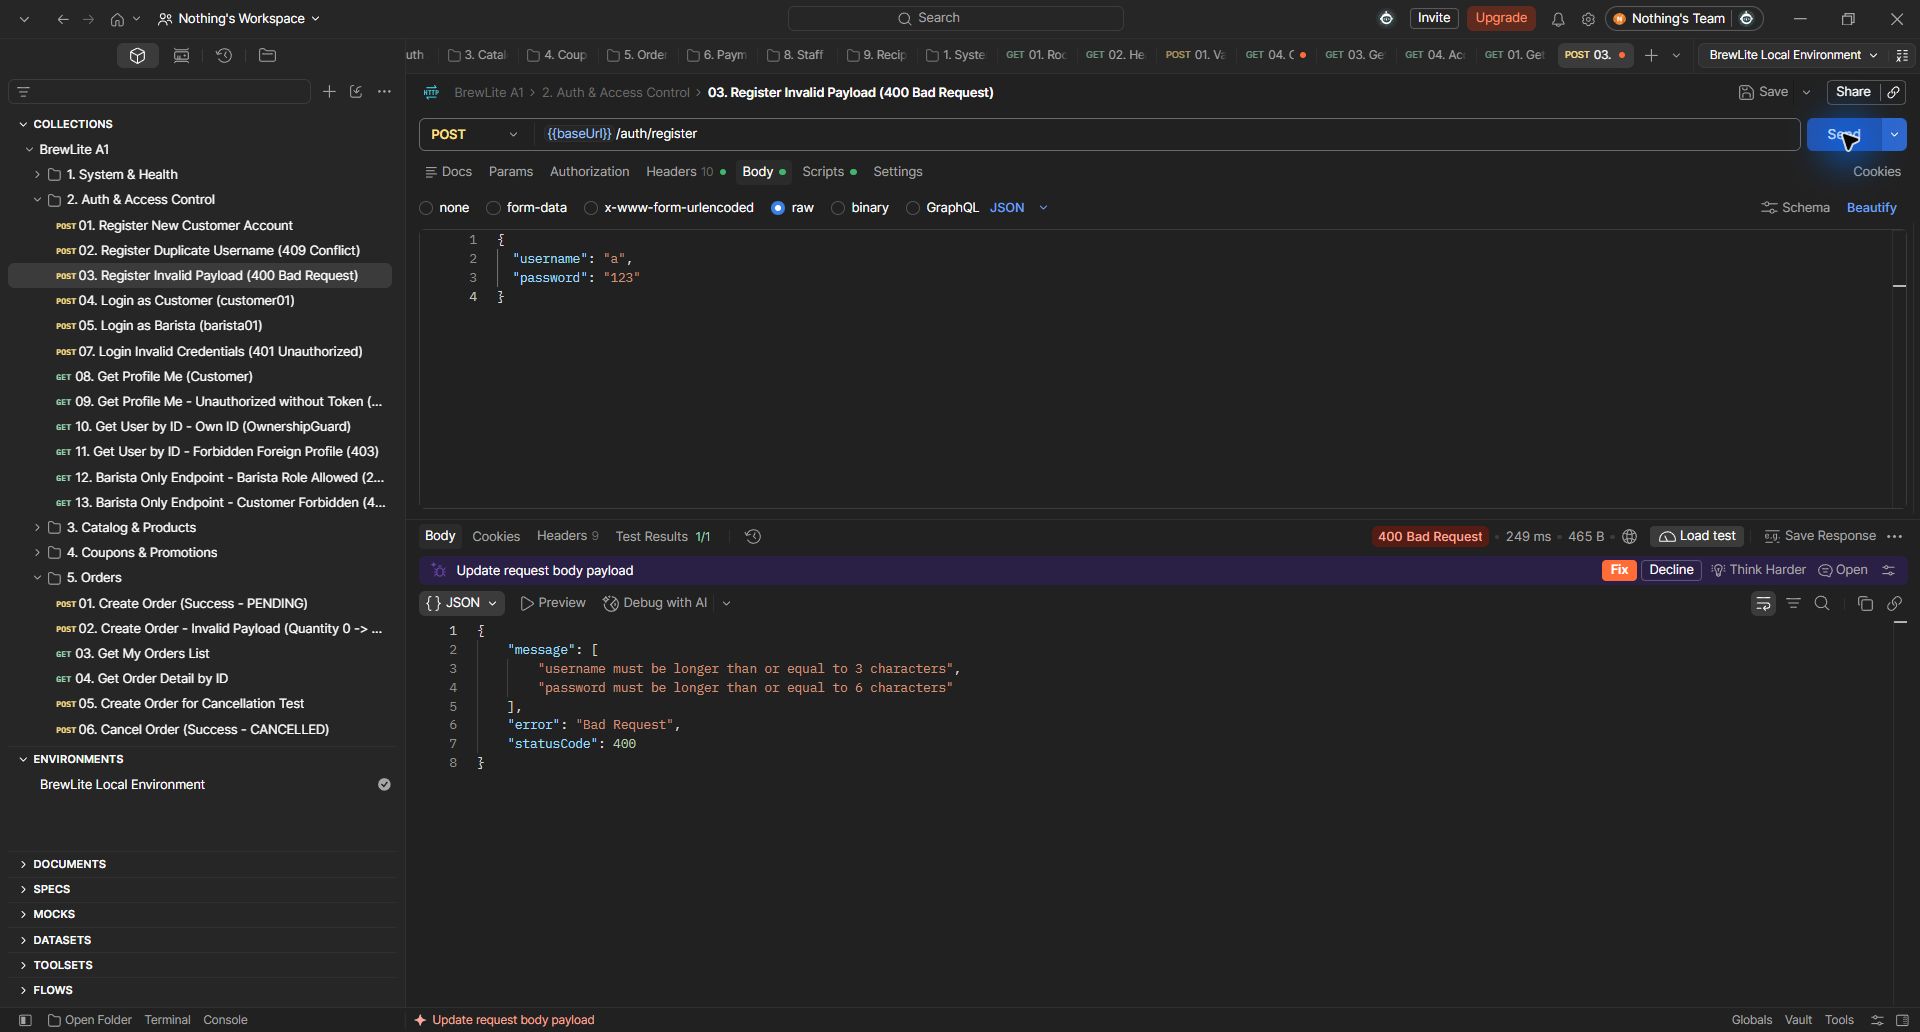 Nothing's Workspace
Search
Invite
Upgrade
Nothing's Team
uth
3. Catal
4. Coup
5. Order
6. Paym
8. Staff
9. Recip
1. Syste
GET 01. Roo
GET 02. He
POST 01. Va
GET 04. C
GET 03. Ge
GET 04. Ac
GET 01. Get
POST 03.
BrewLite Local Environment
BrewLite A1 > 2. Auth & Access Control > 03. Register Invalid Payload (400 Bad Request)
Save
Share
COLLECTIONS
BrewLite A1
1. System & Health
2. Auth & Access Control
POST 01. Register New Customer Account
POST 02. Register Duplicate Username (409 Conflict)
POST 03. Register Invalid Payload (400 Bad Request)
POST 04. Login as Customer (customer01)
POST 05. Login as Barista (barista01)
POST 07. Login Invalid Credentials (401 Unauthorized)
GET 08. Get Profile Me (Customer)
GET 09. Get Profile Me - Unauthorized without Token (...
GET 10. Get User by ID - Own ID (OwnershipGuard)
GET 11. Get User by ID - Forbidden Foreign Profile (403)
GET 12. Barista Only Endpoint - Barista Role Allowed (2...
GET 13. Barista Only Endpoint - Customer Forbidden (4...
3. Catalog & Products
4. Coupons & Promotions
5. Orders
POST 01. Create Order (Success - PENDING)
POST 02. Create Order - Invalid Payload (Quantity 0 -> ...
GET 03. Get My Orders List
GET 04. Get Order Detail by ID
POST 05. Create Order for Cancellation Test
POST 06. Cancel Order (Success - CANCELLED)
ENVIRONMENTS
BrewLite Local Environment
DOCUMENTS
SPECS
MOCKS
DATASETS
TOOLSETS
FLOWS
POST
{{baseUrl}} /auth/register
Send
Docs
Params
Authorization
Headers 10
Body
Scripts
Settings
Cookies
none
form-data
x-www-form-urlencoded
raw
binary
GraphQL
JSON
Schema
Beautify
1 {
2 "username": "a",
3 "password": "123"
4 }
Body
Cookies
Headers 9
Test Results 1/1
400 Bad Request
249 ms
465 B
Load test
e.g. Save Response
Update request body payload
Fix
Decline
Think Harder
Open
{} JSON
Preview
Debug with AI
1 {
2 "message": [
3 "username must be longer than or equal to 3 characters",
4 "password must be longer than or equal to 6 characters"
5 ],
6 "error": "Bad Request",
7 "statusCode": 400
8 }
Open Folder
Terminal
Console
Update request body payload
Globals
Vault
Tools